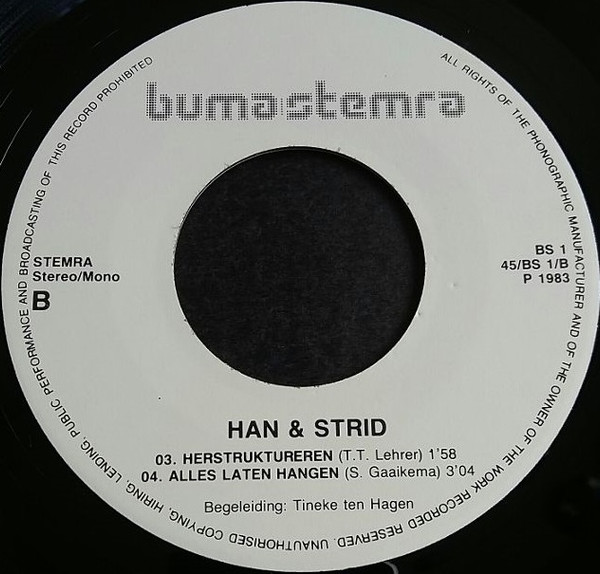 buma stemra
ALL RIGHTS OF THE PHONOGRAPHIC MANUFACTURER AND OF THE OWNER OF THE WORK RECORDED RESERVED. UNAUTHORISED COPYING, HIRING, LENDING, PUBLIC PERFORMANCE AND BROADCASTING OF THIS RECORD PROHIBITED
STEMRA
Stereo/Mono
B
BS 1
45/BS 1/B
P 1983
HAN & STRID
03. HERSTRUKTUREREN (T.T. Lehrer) 1'58
04. ALLES LATEN HANGEN (S. Gaaikema) 3'04
Begeleiding: Tineke ten Hagen